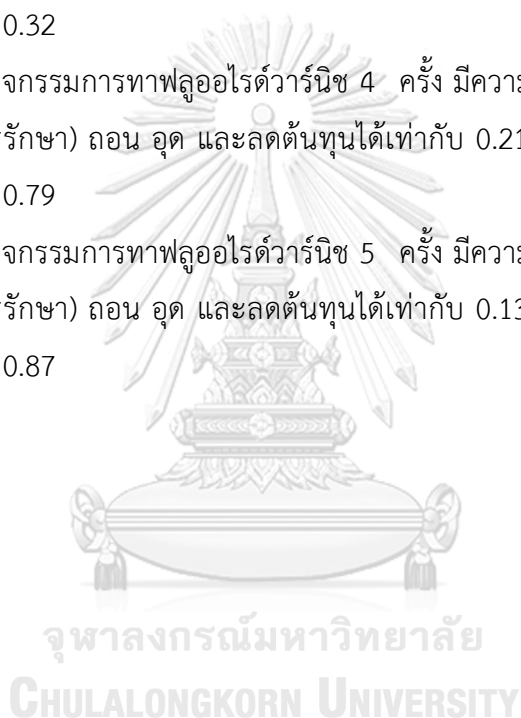 0.32
จกรรมการทาฟลูออไรด์วาร์นิช 4 ครั้ง มีความ
รักษา) ถอน อุด และลดต้นทุนได้เท่ากับ 0.21
0.79
จกรรมการทาฟลูออไรด์วาร์นิช 5 ครั้ง มีความ
รักษา) ถอน อุด และลดต้นทุนได้เท่ากับ 0.13
0.87
จุฬาลงกรณ์มหาวิทยาลัย
CHULALONGKORN UNIVERSITY